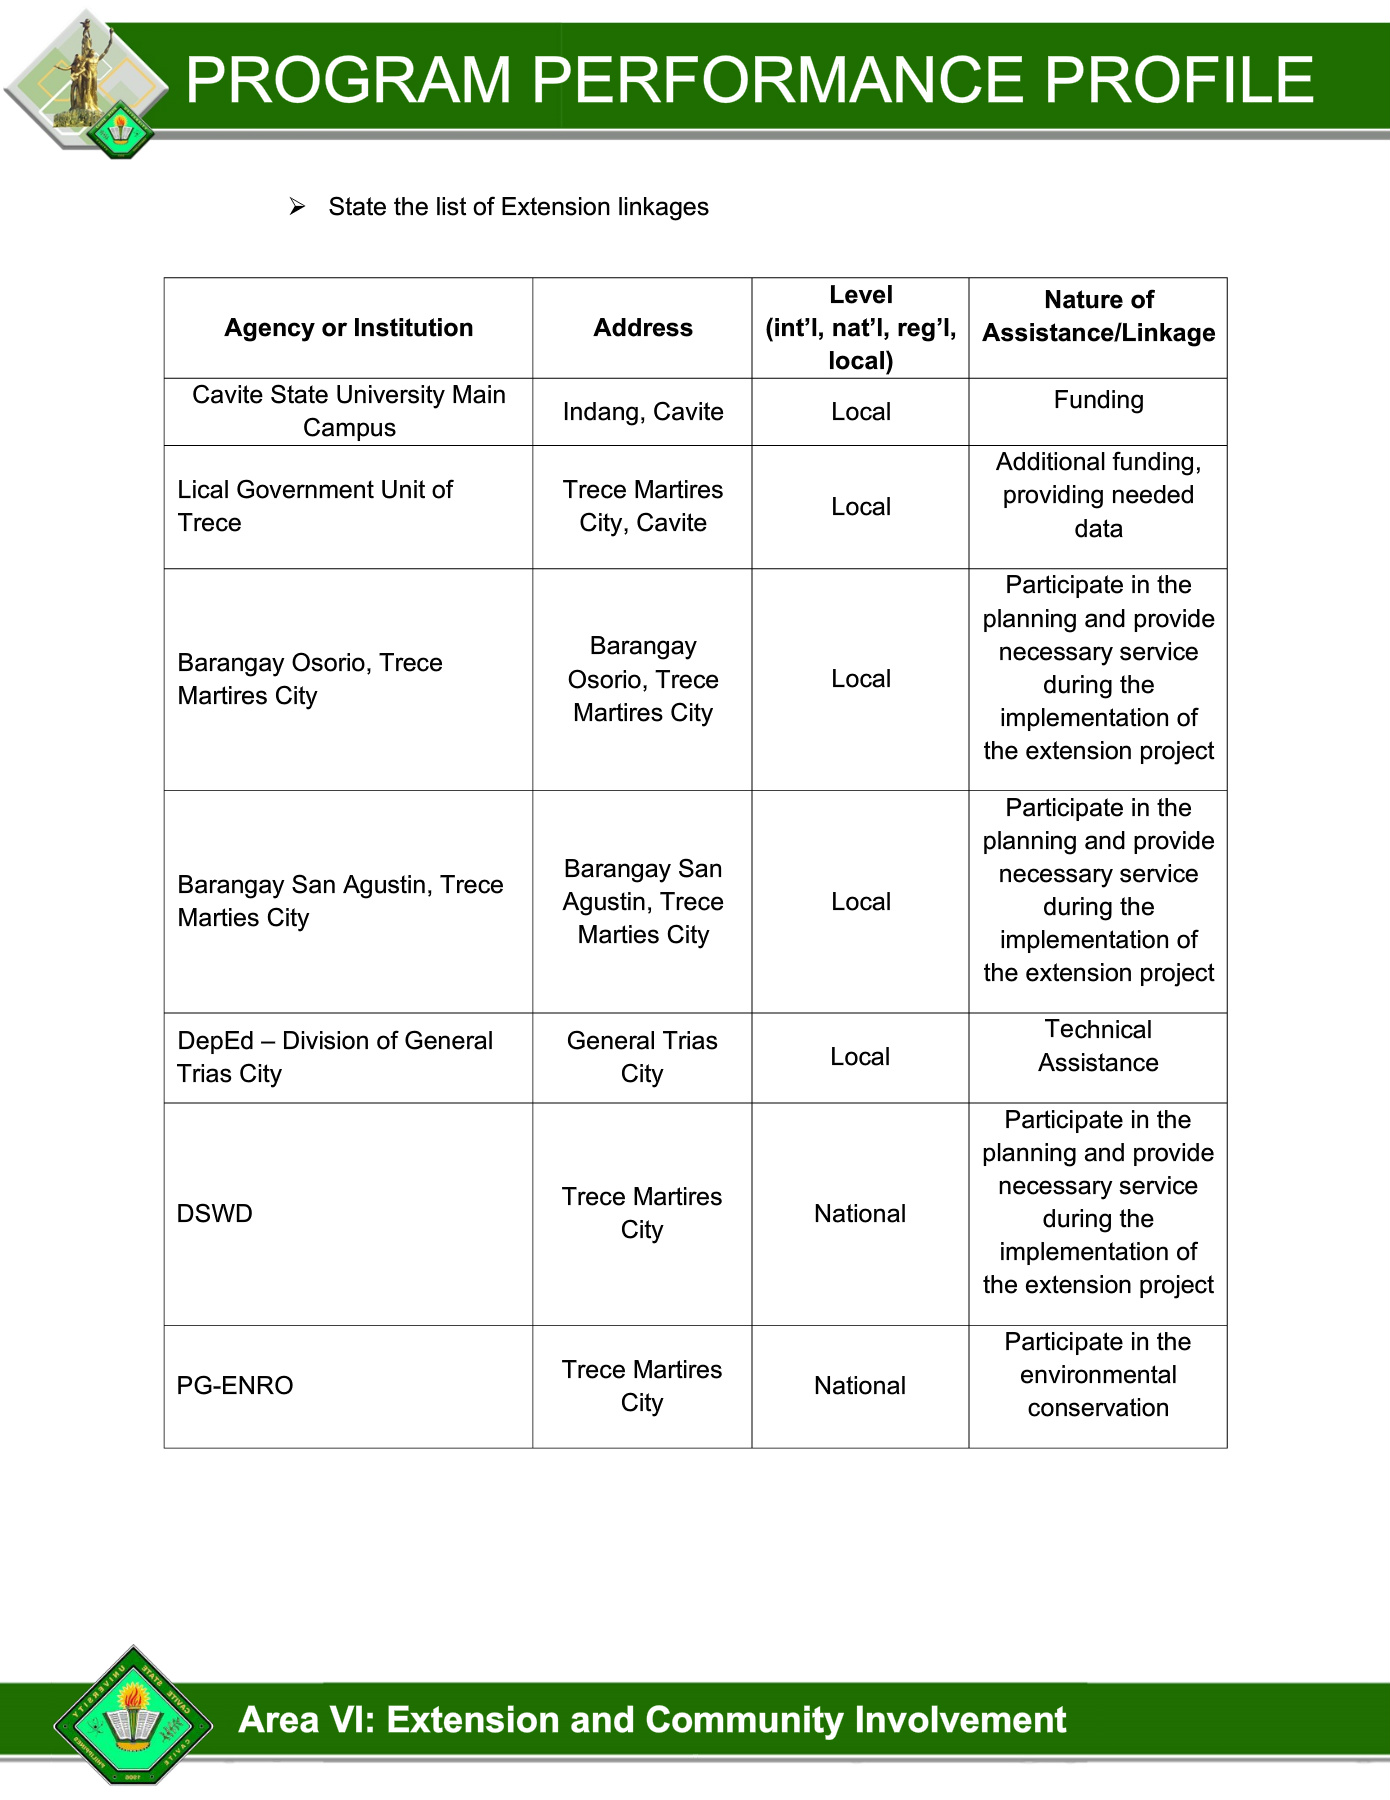 PROGRAM PERFORMANCE PROFILE
➢ State the list of Extension linkages
Agency or Institution
Address
Level
(int’l, nat’l, reg’l,
local)
Nature of
Assistance/Linkage
Cavite State University Main
Campus
Indang, Cavite
Local
Funding
Lical Government Unit of
Trece
Trece Martires
City, Cavite
Local
Additional funding,
providing needed
data
Barangay Osorio, Trece
Martires City
Barangay
Osorio, Trece
Martires City
Local
Participate in the
planning and provide
necessary service
during the
implementation of
the extension project
Barangay San Agustin, Trece
Marties City
Barangay San
Agustin, Trece
Marties City
Local
Participate in the
planning and provide
necessary service
during the
implementation of
the extension project
DepEd – Division of General
Trias City
General Trias
City
Local
Technical
Assistance
DSWD
Trece Martires
City
National
Participate in the
planning and provide
necessary service
during the
implementation of
the extension project
PG-ENRO
Trece Martires
City
National
Participate in the
environmental
conservation
CAVITE STATE UNIVERSITY
CAVITE
PHILIPPINES
Area VI: Extension and Community Involvement